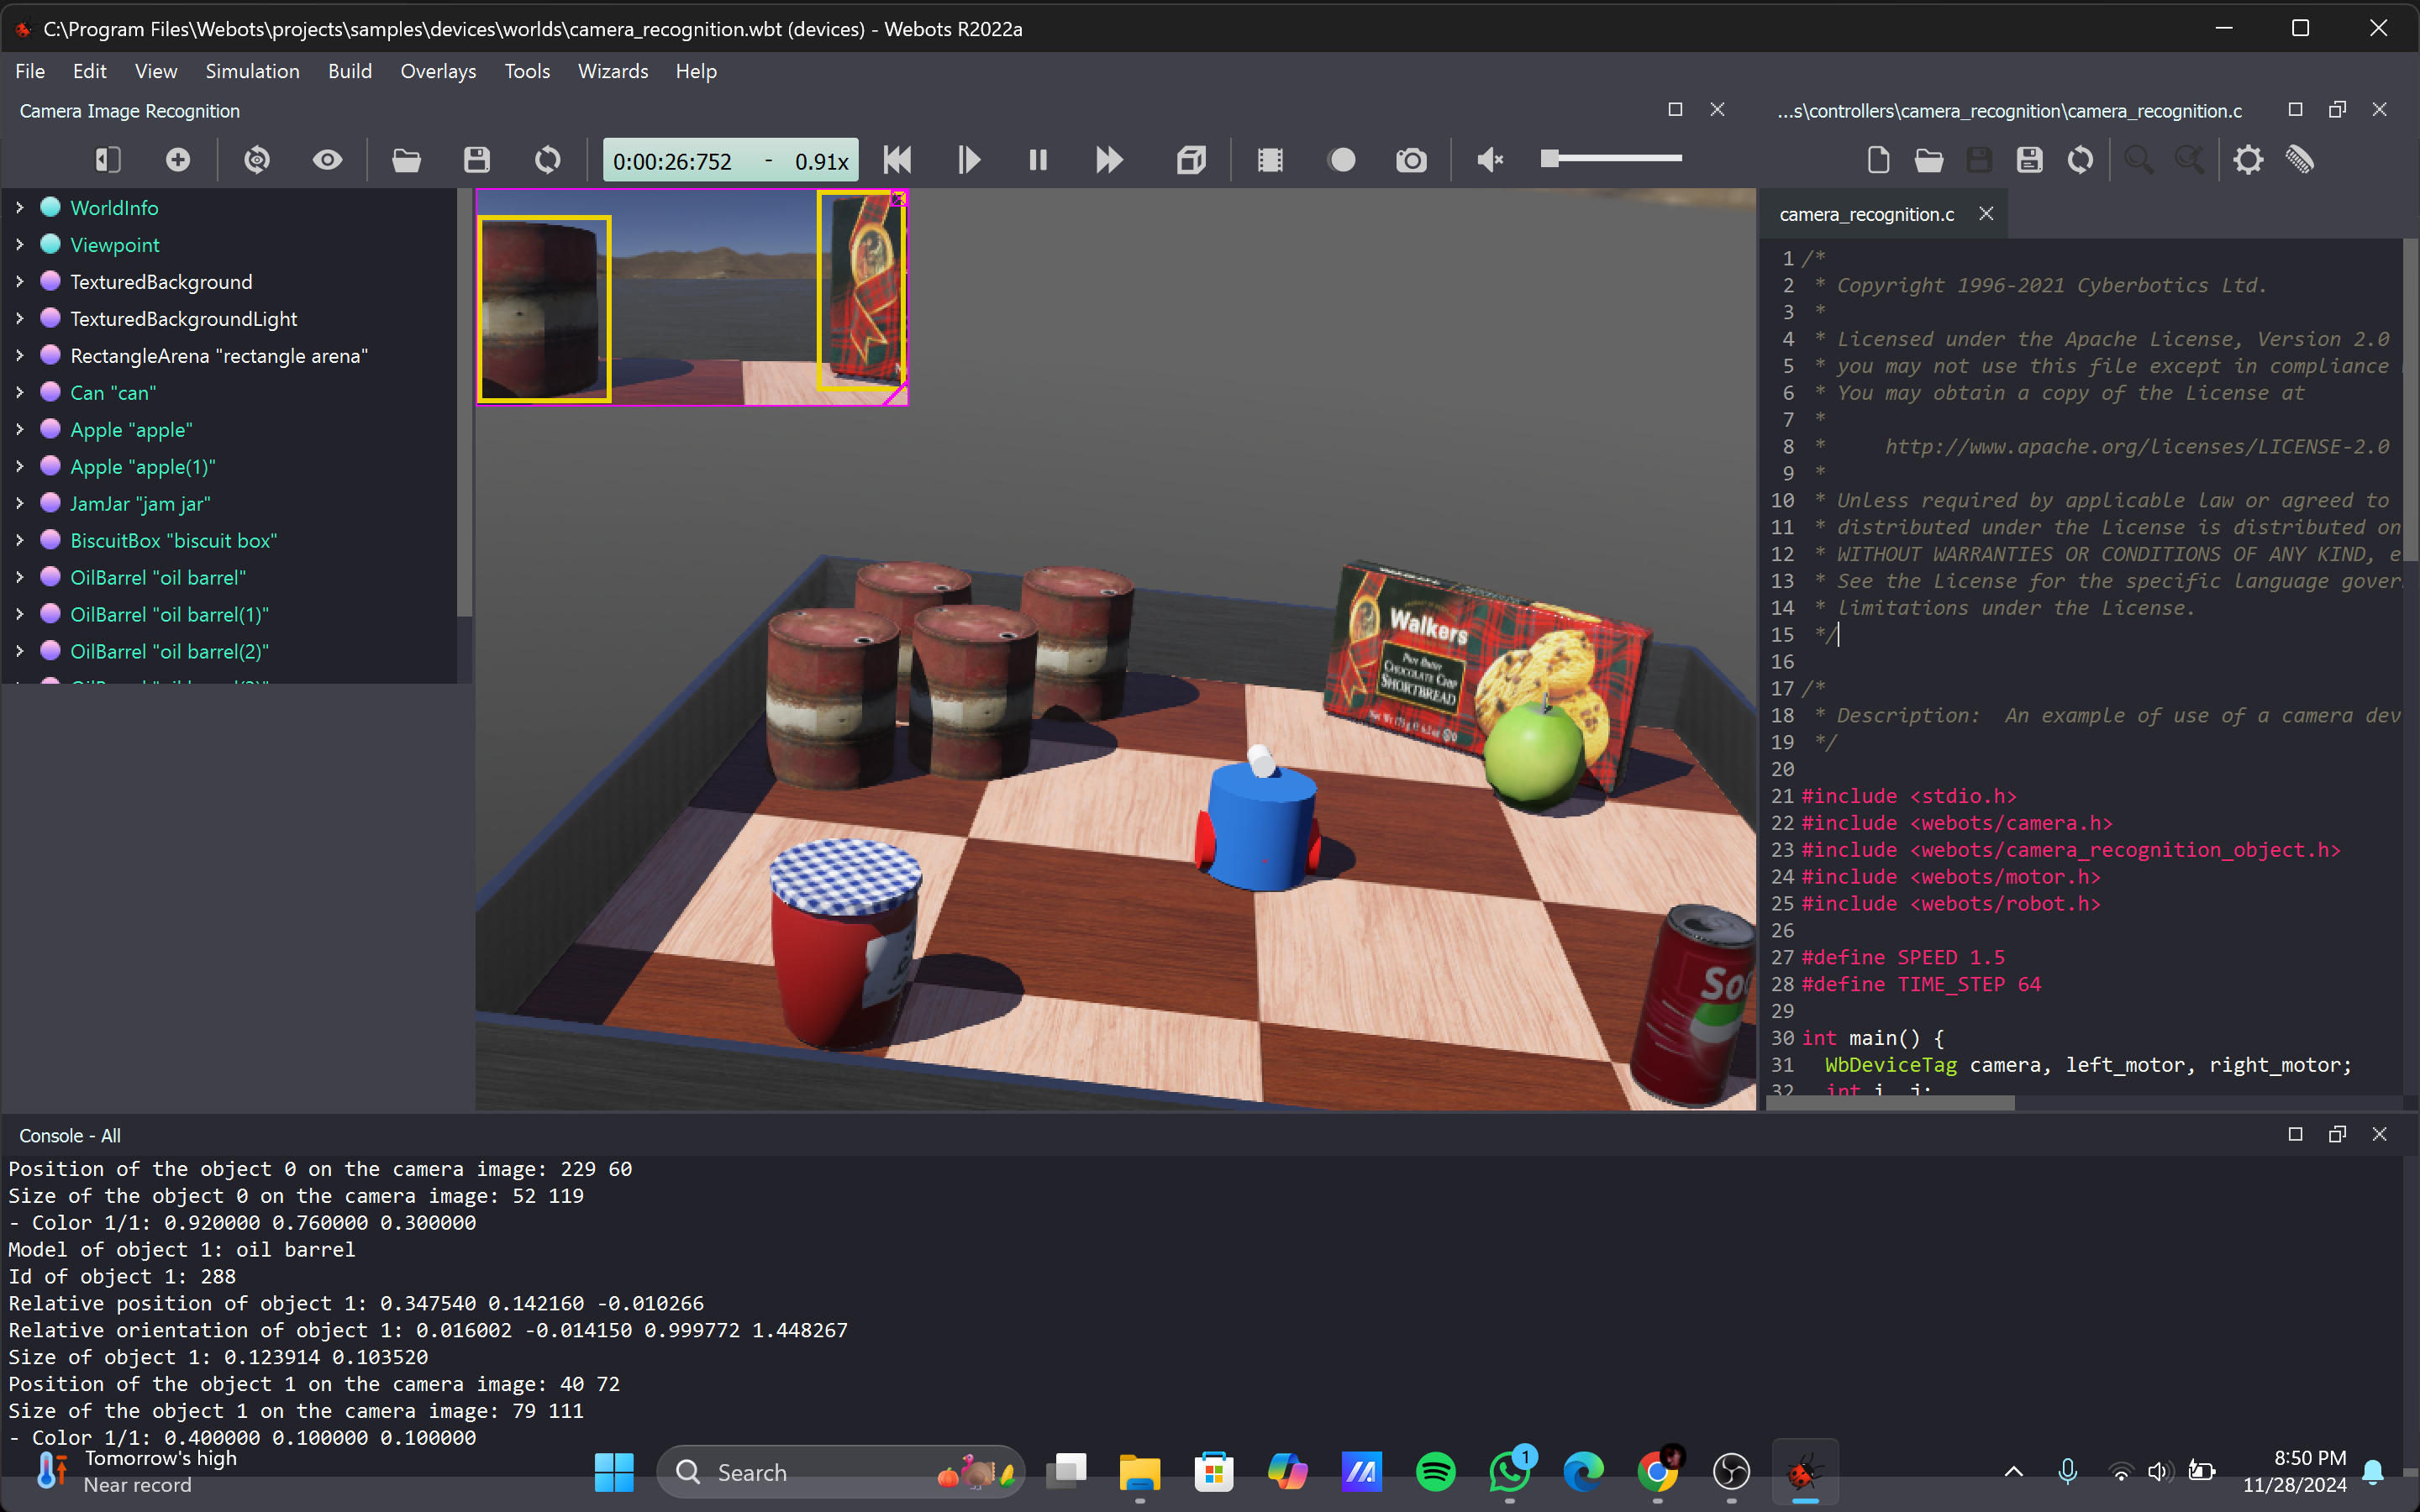 C:\Program Files\Webots\projects\samples\devices\worlds\camera_recognition.wbt (devices) - Webots R2022a
File Edit View Simulation Build Overlays Tools Wizards Help
Camera Image Recognition
0:00:26:752 - 0.91x
WorldInfo
Viewpoint
TexturedBackground
TexturedBackgroundLight
RectangleArena "rectangle arena"
Can "can"
Apple "apple"
Apple "apple(1)"
JamJar "jam jar"
BiscuitBox "biscuit box"
OilBarrel "oil barrel"
OilBarrel "oil barrel(1)"
OilBarrel "oil barrel(2)"
Walkers
CHOCOLATE CHIP
SHORTBREAD
So
...s\controllers\camera_recognition\camera_recognition.c
camera_recognition.c
1 /*
2 * Copyright 1996-2021 Cyberbotics Ltd.
3 *
4 * Licensed under the Apache License, Version 2.0
5 * you may not use this file except in compliance
6 * You may obtain a copy of the License at
7 *
8 * http://www.apache.org/licenses/LICENSE-2.0
9 *
10 * Unless required by applicable law or agreed to
11 * distributed under the License is distributed on
12 * WITHOUT WARRANTIES OR CONDITIONS OF ANY KIND, e
13 * See the License for the specific language gover
14 * limitations under the License.
15 */
16
17 /*
18 * Description: An example of use of a camera dev
19 */
20
21 #include <stdio.h>
22 #include <webots/camera.h>
23 #include <webots/camera_recognition_object.h>
24 #include <webots/motor.h>
25 #include <webots/robot.h>
26
27 #define SPEED 1.5
28 #define TIME_STEP 64
29
30 int main() {
31 WbDeviceTag camera, left_motor, right_motor;
32 int i, j;
Console - All
Position of the object 0 on the camera image: 229 60
Size of the object 0 on the camera image: 52 119
- Color 1/1: 0.920000 0.760000 0.300000
Model of object 1: oil barrel
Id of object 1: 288
Relative position of object 1: 0.347540 0.142160 -0.010266
Relative orientation of object 1: 0.016002 -0.014150 0.999772 1.448267
Size of object 1: 0.123914 0.103520
Position of the object 1 on the camera image: 40 72
Size of the object 1 on the camera image: 79 111
- Color 1/1: 0.400000 0.100000 0.100000
Tomorrow's high
Near record
Search
1
8:50 PM
11/28/2024